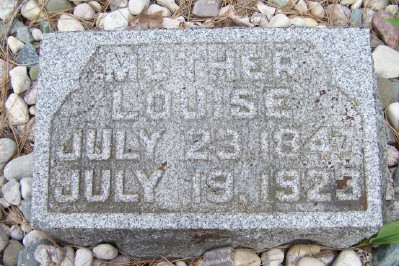 MOTHER
LOUISE
JULY 23 1847
JULY 19. 1923